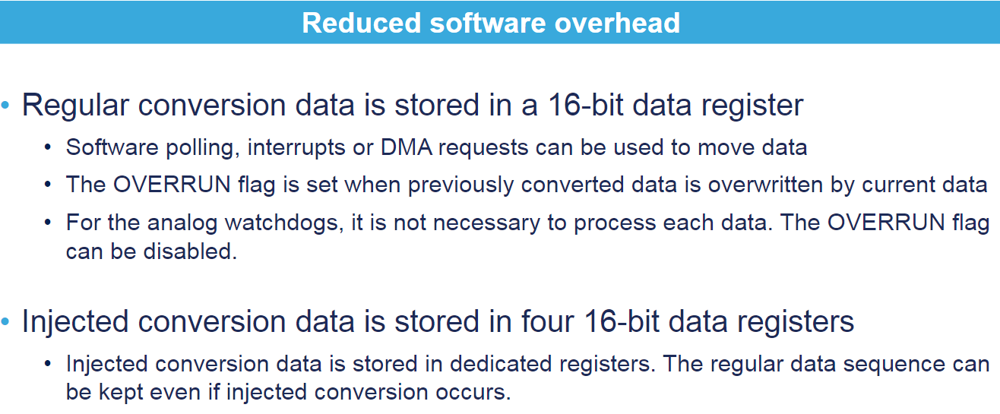 Reduced software overhead
• Regular conversion data is stored in a 16-bit data register
• Software polling, interrupts or DMA requests can be used to move data
• The OVERRUN flag is set when previously converted data is overwritten by current data
• For the analog watchdogs, it is not necessary to process each data. The OVERRUN flag
can be disabled.
• Injected conversion data is stored in four 16-bit data registers
• Injected conversion data is stored in dedicated registers. The regular data sequence can
be kept even if injected conversion occurs.